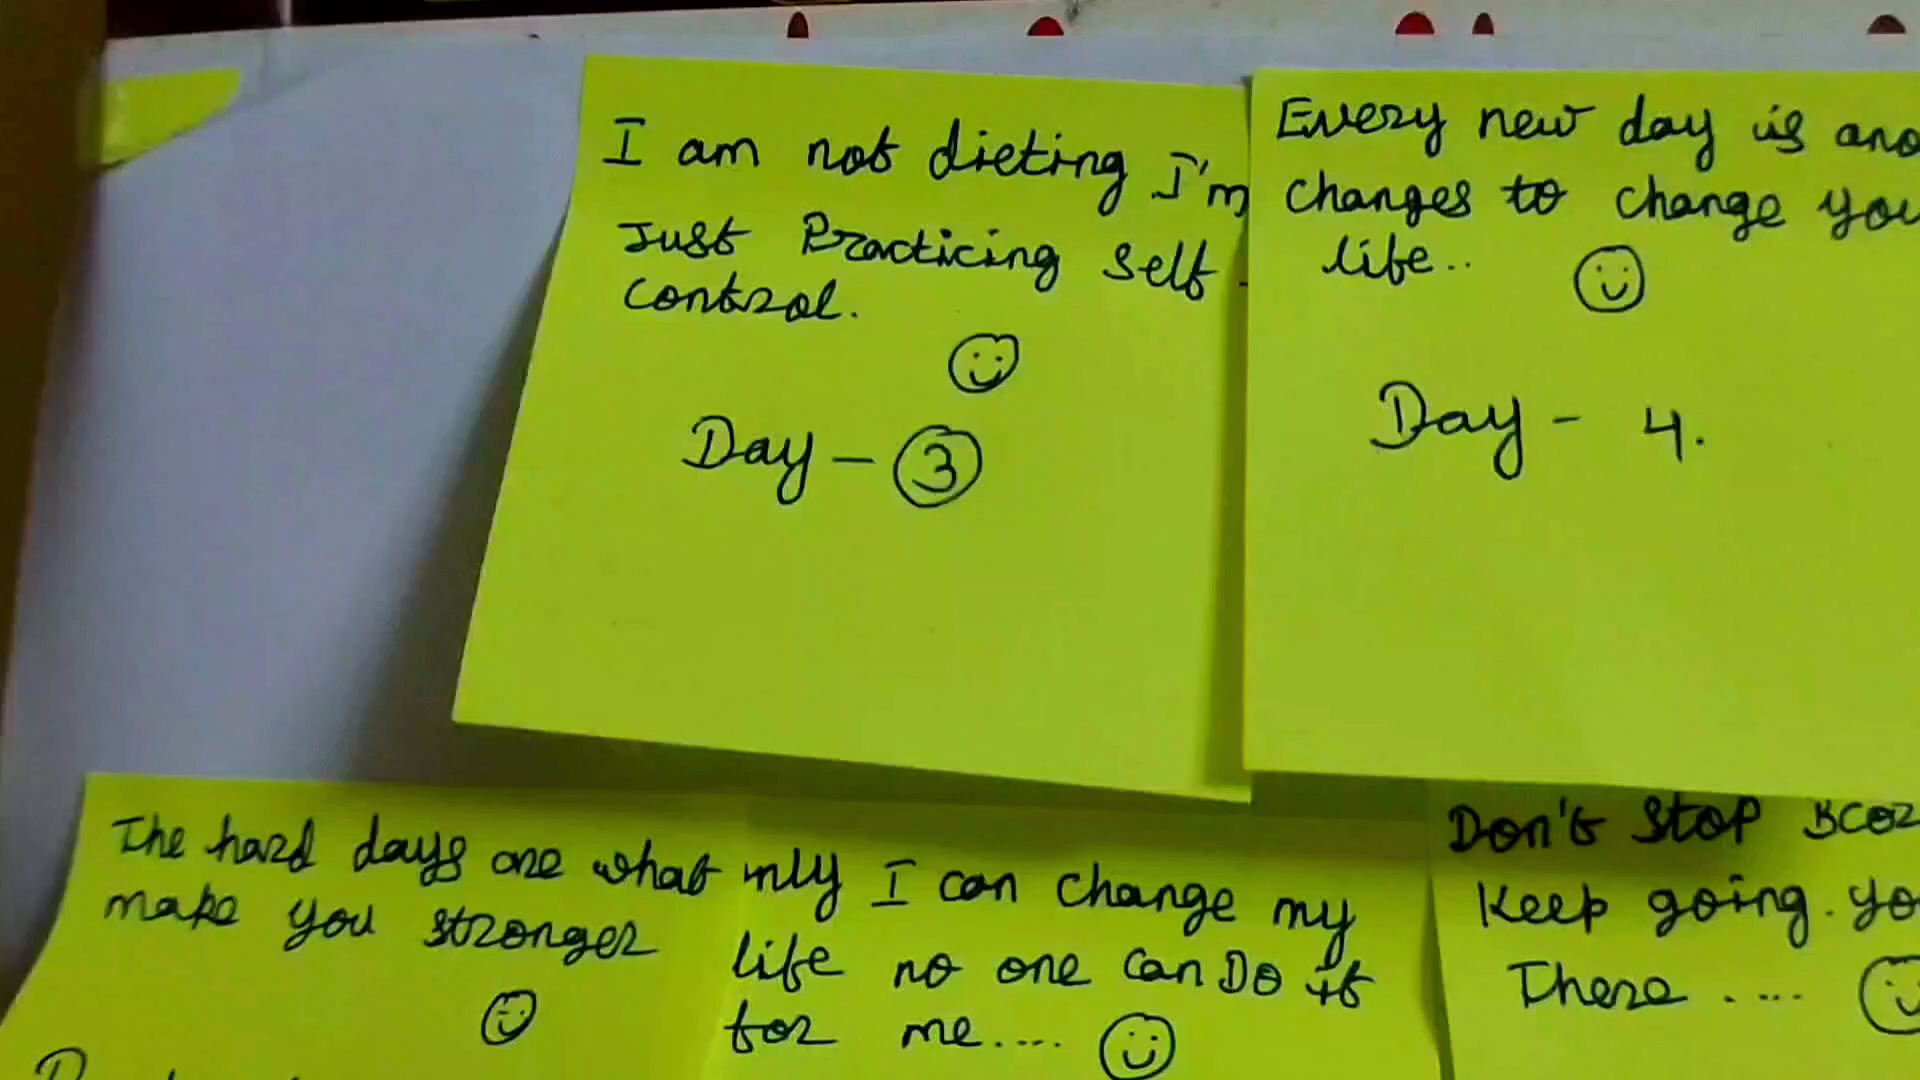 I am not dieting I'm
Just Practicing Self -
control.
Day - 3
Every new day is
changes to change
life..
Day - 4.
The hard days are what
make you stronger
I can change my
life no one can Do it
for me....
Don't Stop
Keep going.
There ....